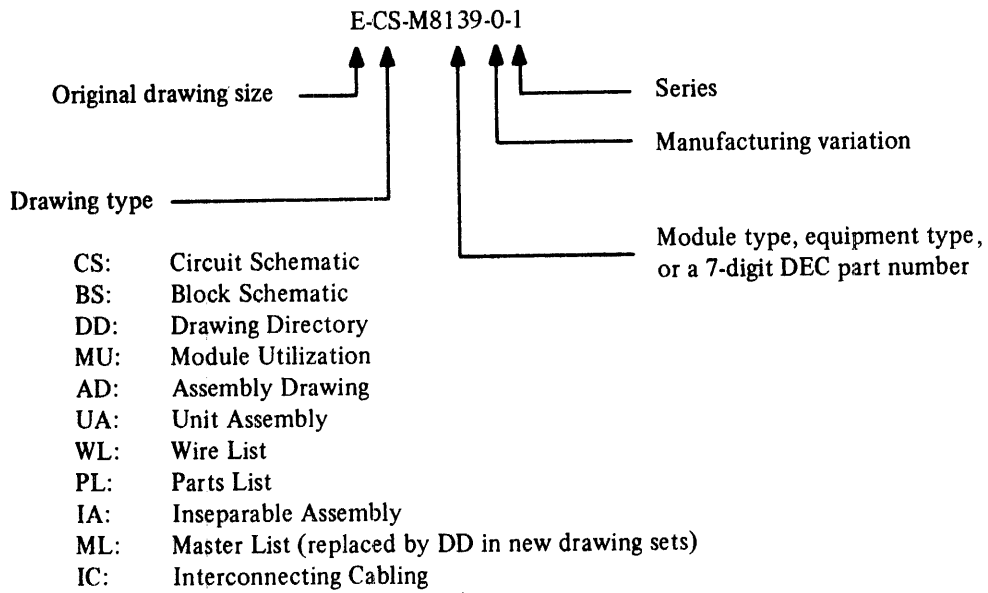 E-CS-M8139-0-1
Original drawing size
Series
Manufacturing variation
Drawing type
Module type, equipment type,
or a 7-digit DEC part number
CS: Circuit Schematic
BS: Block Schematic
DD: Drawing Directory
MU: Module Utilization
AD: Assembly Drawing
UA: Unit Assembly
WL: Wire List
PL: Parts List
IA: Inseparable Assembly
ML: Master List (replaced by DD in new drawing sets)
IC: Interconnecting Cabling